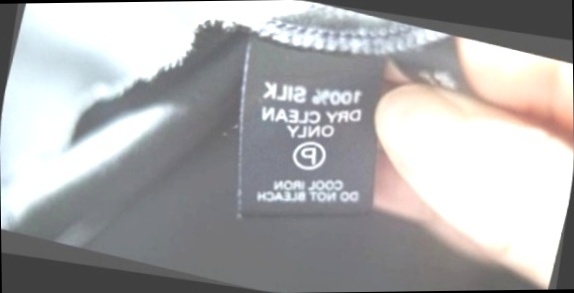 100% SILK
DRY CLEAN
ONLY
P
COOL IRON
DO NOT BLEACH